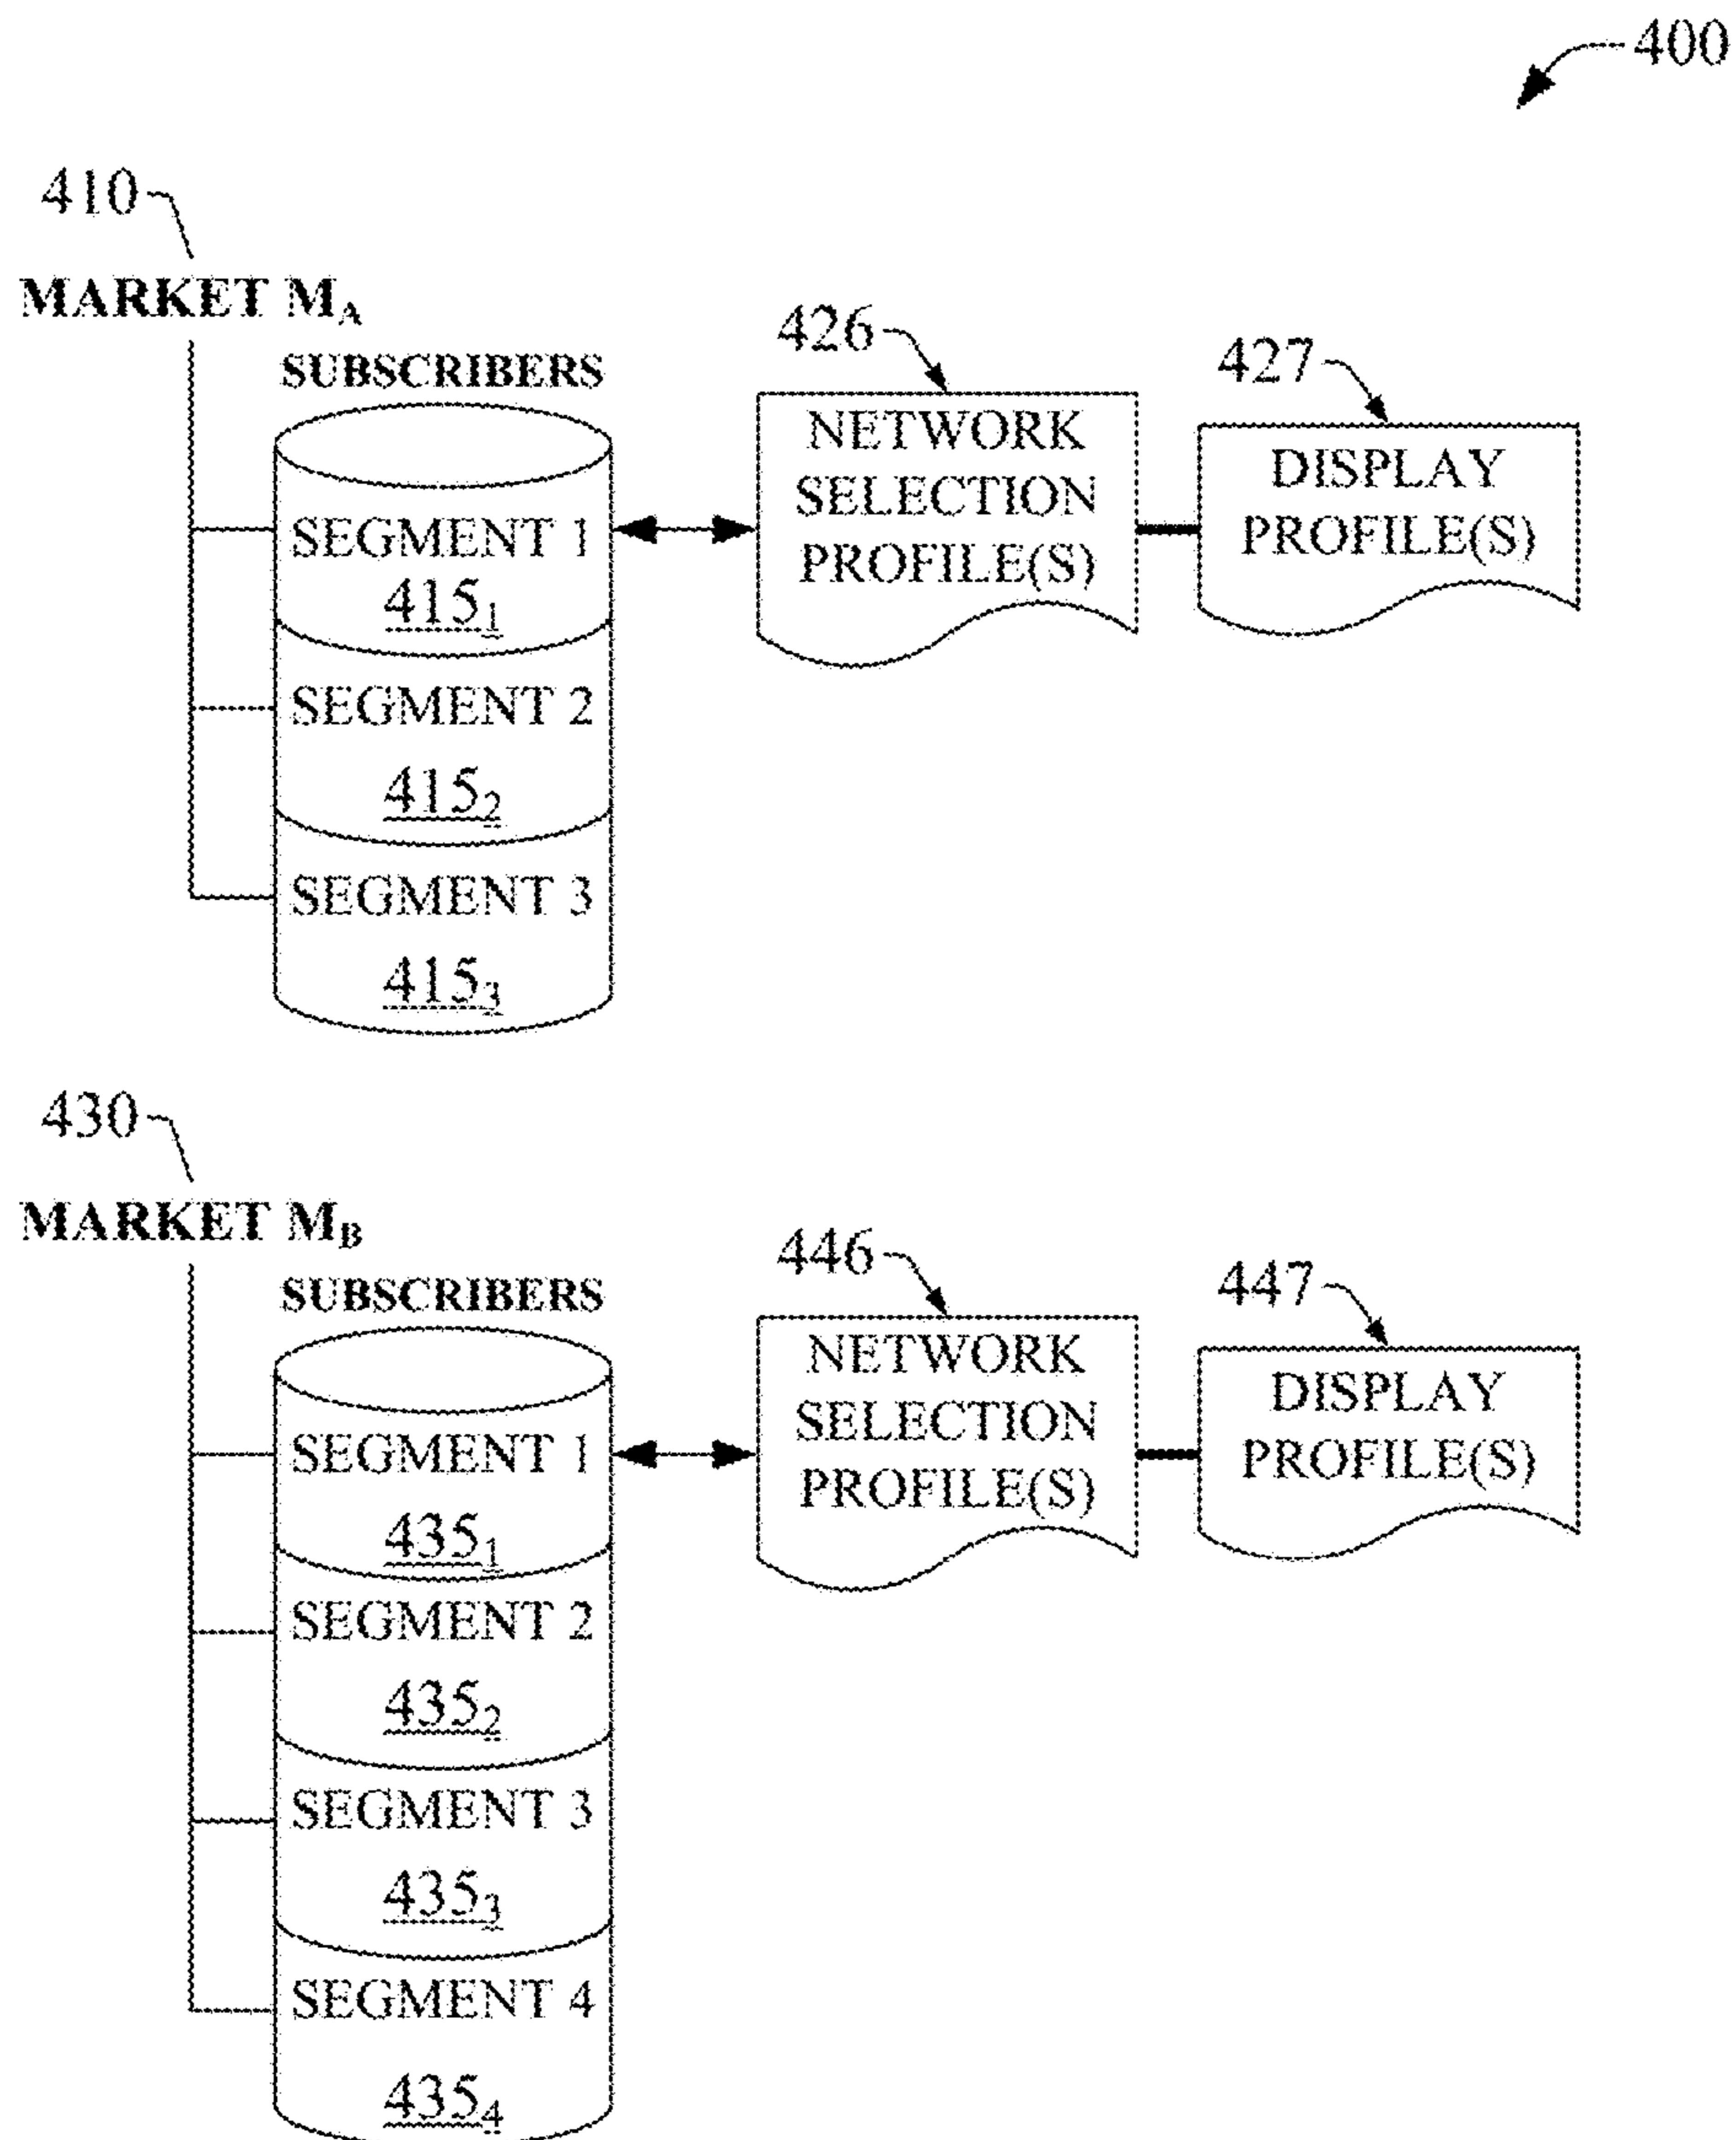 400
410
MARKET MA
SUBSCRIBERS
426
NETWORK
SELECTION
PROFILE(S)
427
DISPLAY
PROFILE(S)
SEGMENT 1
4151
SEGMENT 2
4152
SEGMENT 3
4153
430
MARKET MB
SUBSCRIBERS
446
NETWORK
SELECTION
PROFILE(S)
447
DISPLAY
PROFILE(S)
SEGMENT 1
4351
SEGMENT 2
4352
SEGMENT 3
4353
SEGMENT 4
4354